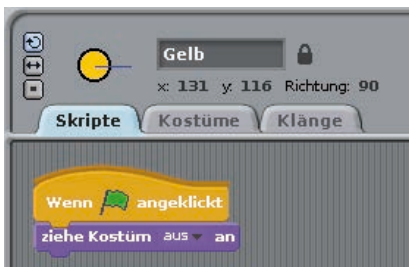 Gelb
x: 131 y: 116 Richtung: 90
Skripte Kostüme Klänge
Wenn angeklickt
ziehe Kostüm aus an